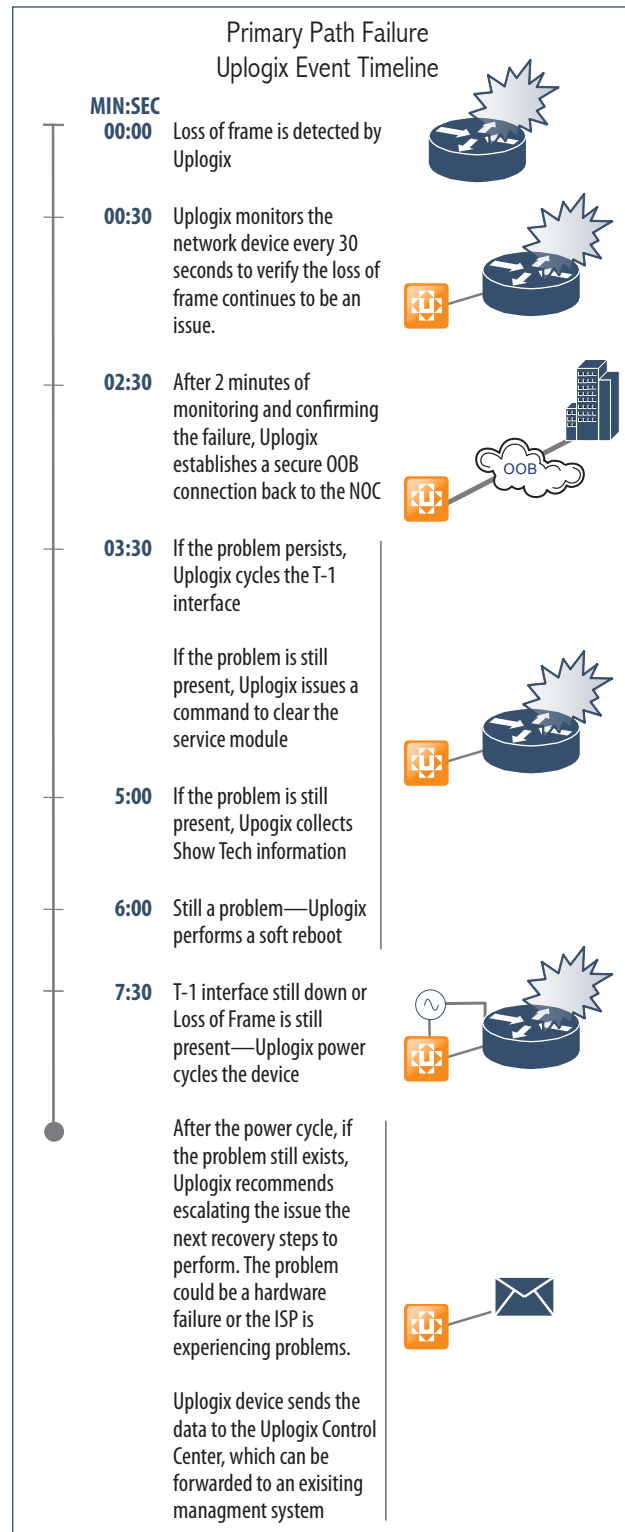 Primary Path Failure
Uplogix Event Timeline
MIN:SEC
00:00 Loss of frame is detected by
Uplogix
00:30 Uplogix monitors the
network device every 30
seconds to verify the loss of
frame continues to be an
issue.
02:30 After 2 minutes of
monitoring and confirming
the failure, Uplogix
establishes a secure OOB
connection back to the NOC
OOB
03:30 If the problem persists,
Uplogix cycles the T-1
interface
If the problem is still
present, Uplogix issues a
command to clear the
service module
5:00 If the problem is still
present, Upogix collects
Show Tech information
6:00 Still a problem—Uplogix
performs a soft reboot
7:30 T-1 interface still down or
Loss of Frame is still
present—Uplogix power
cycles the device
After the power cycle, if
the problem still exists,
Uplogix recommends
escalating the issue the
next recovery steps to
perform. The problem
could be a hardware
failure or the ISP is
experiencing problems.
Uplogix device sends the
data to the Uplogix Control
Center, which can be
forwarded to an exisiting
managment system